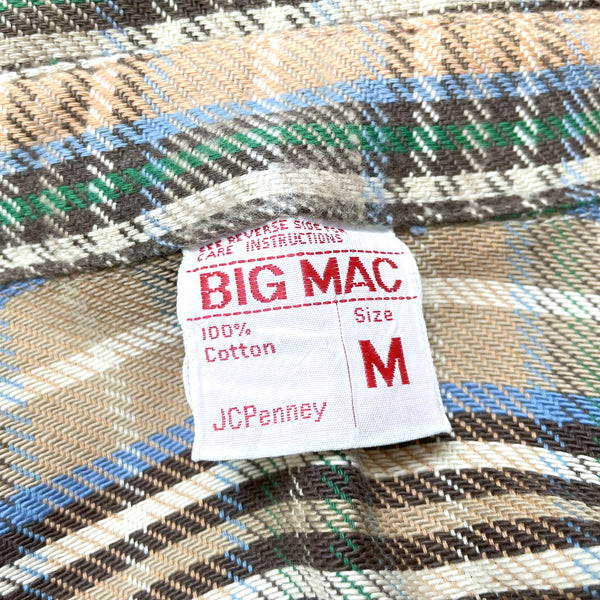 SEE REVERSE SIDE FOR
CARE INSTRUCTIONS
BIG MAC
100%
Cotton
Size
M
JCPenney